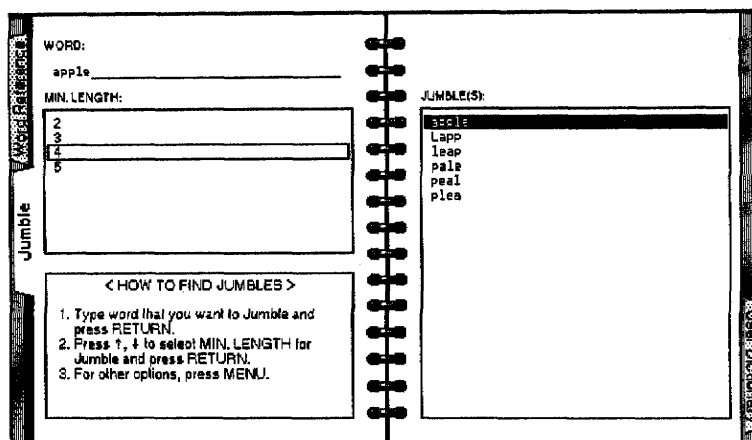 WORD:
apple
MIN. LENGTH:
2
3
4
5
< HOW TO FIND JUMBLES >
1. Type word that you want to Jumble and
press RETURN.
2. Press ↑, ↓ to select MIN. LENGTH for
Jumble and press RETURN.
3. For other options, press MENU.
JUMBLE(S):
apple
Lapp
leap
pale
peal
plea
Word Reference
Jumble